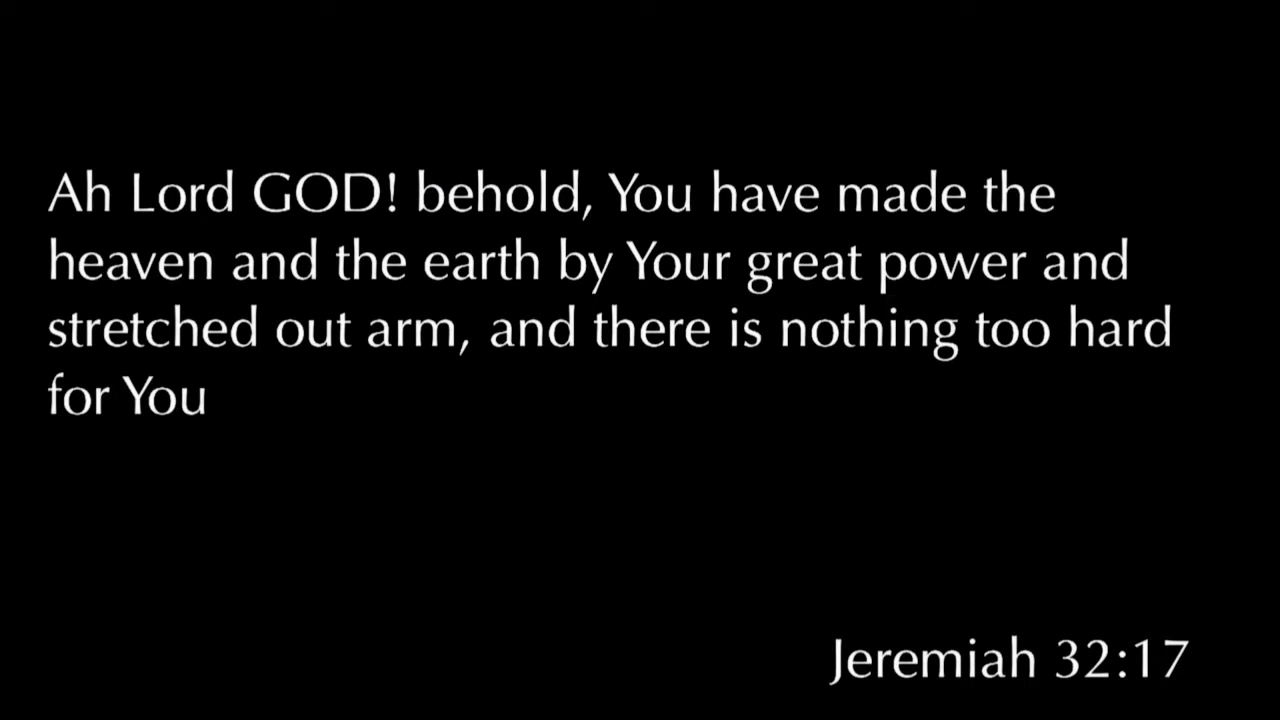 Ah Lord GOD! behold, You have made the
heaven and the earth by Your great power and
stretched out arm, and there is nothing too hard
for You
Jeremiah 32:17